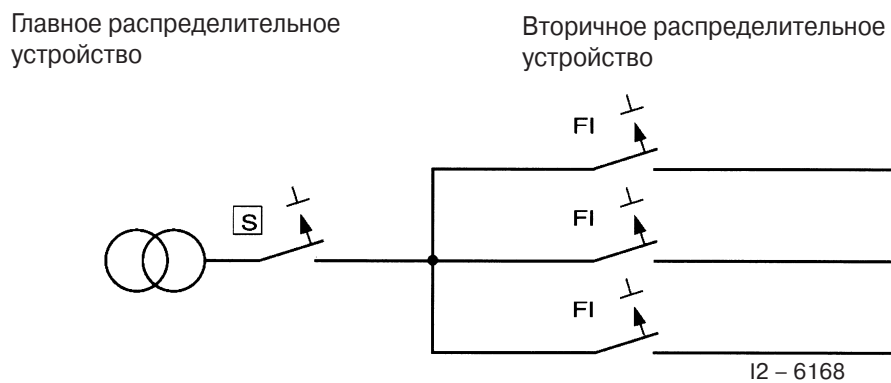 Главное распределительное
устройство
Вторичное распределительное
устройство
FI
S
FI
FI
I2 – 6168